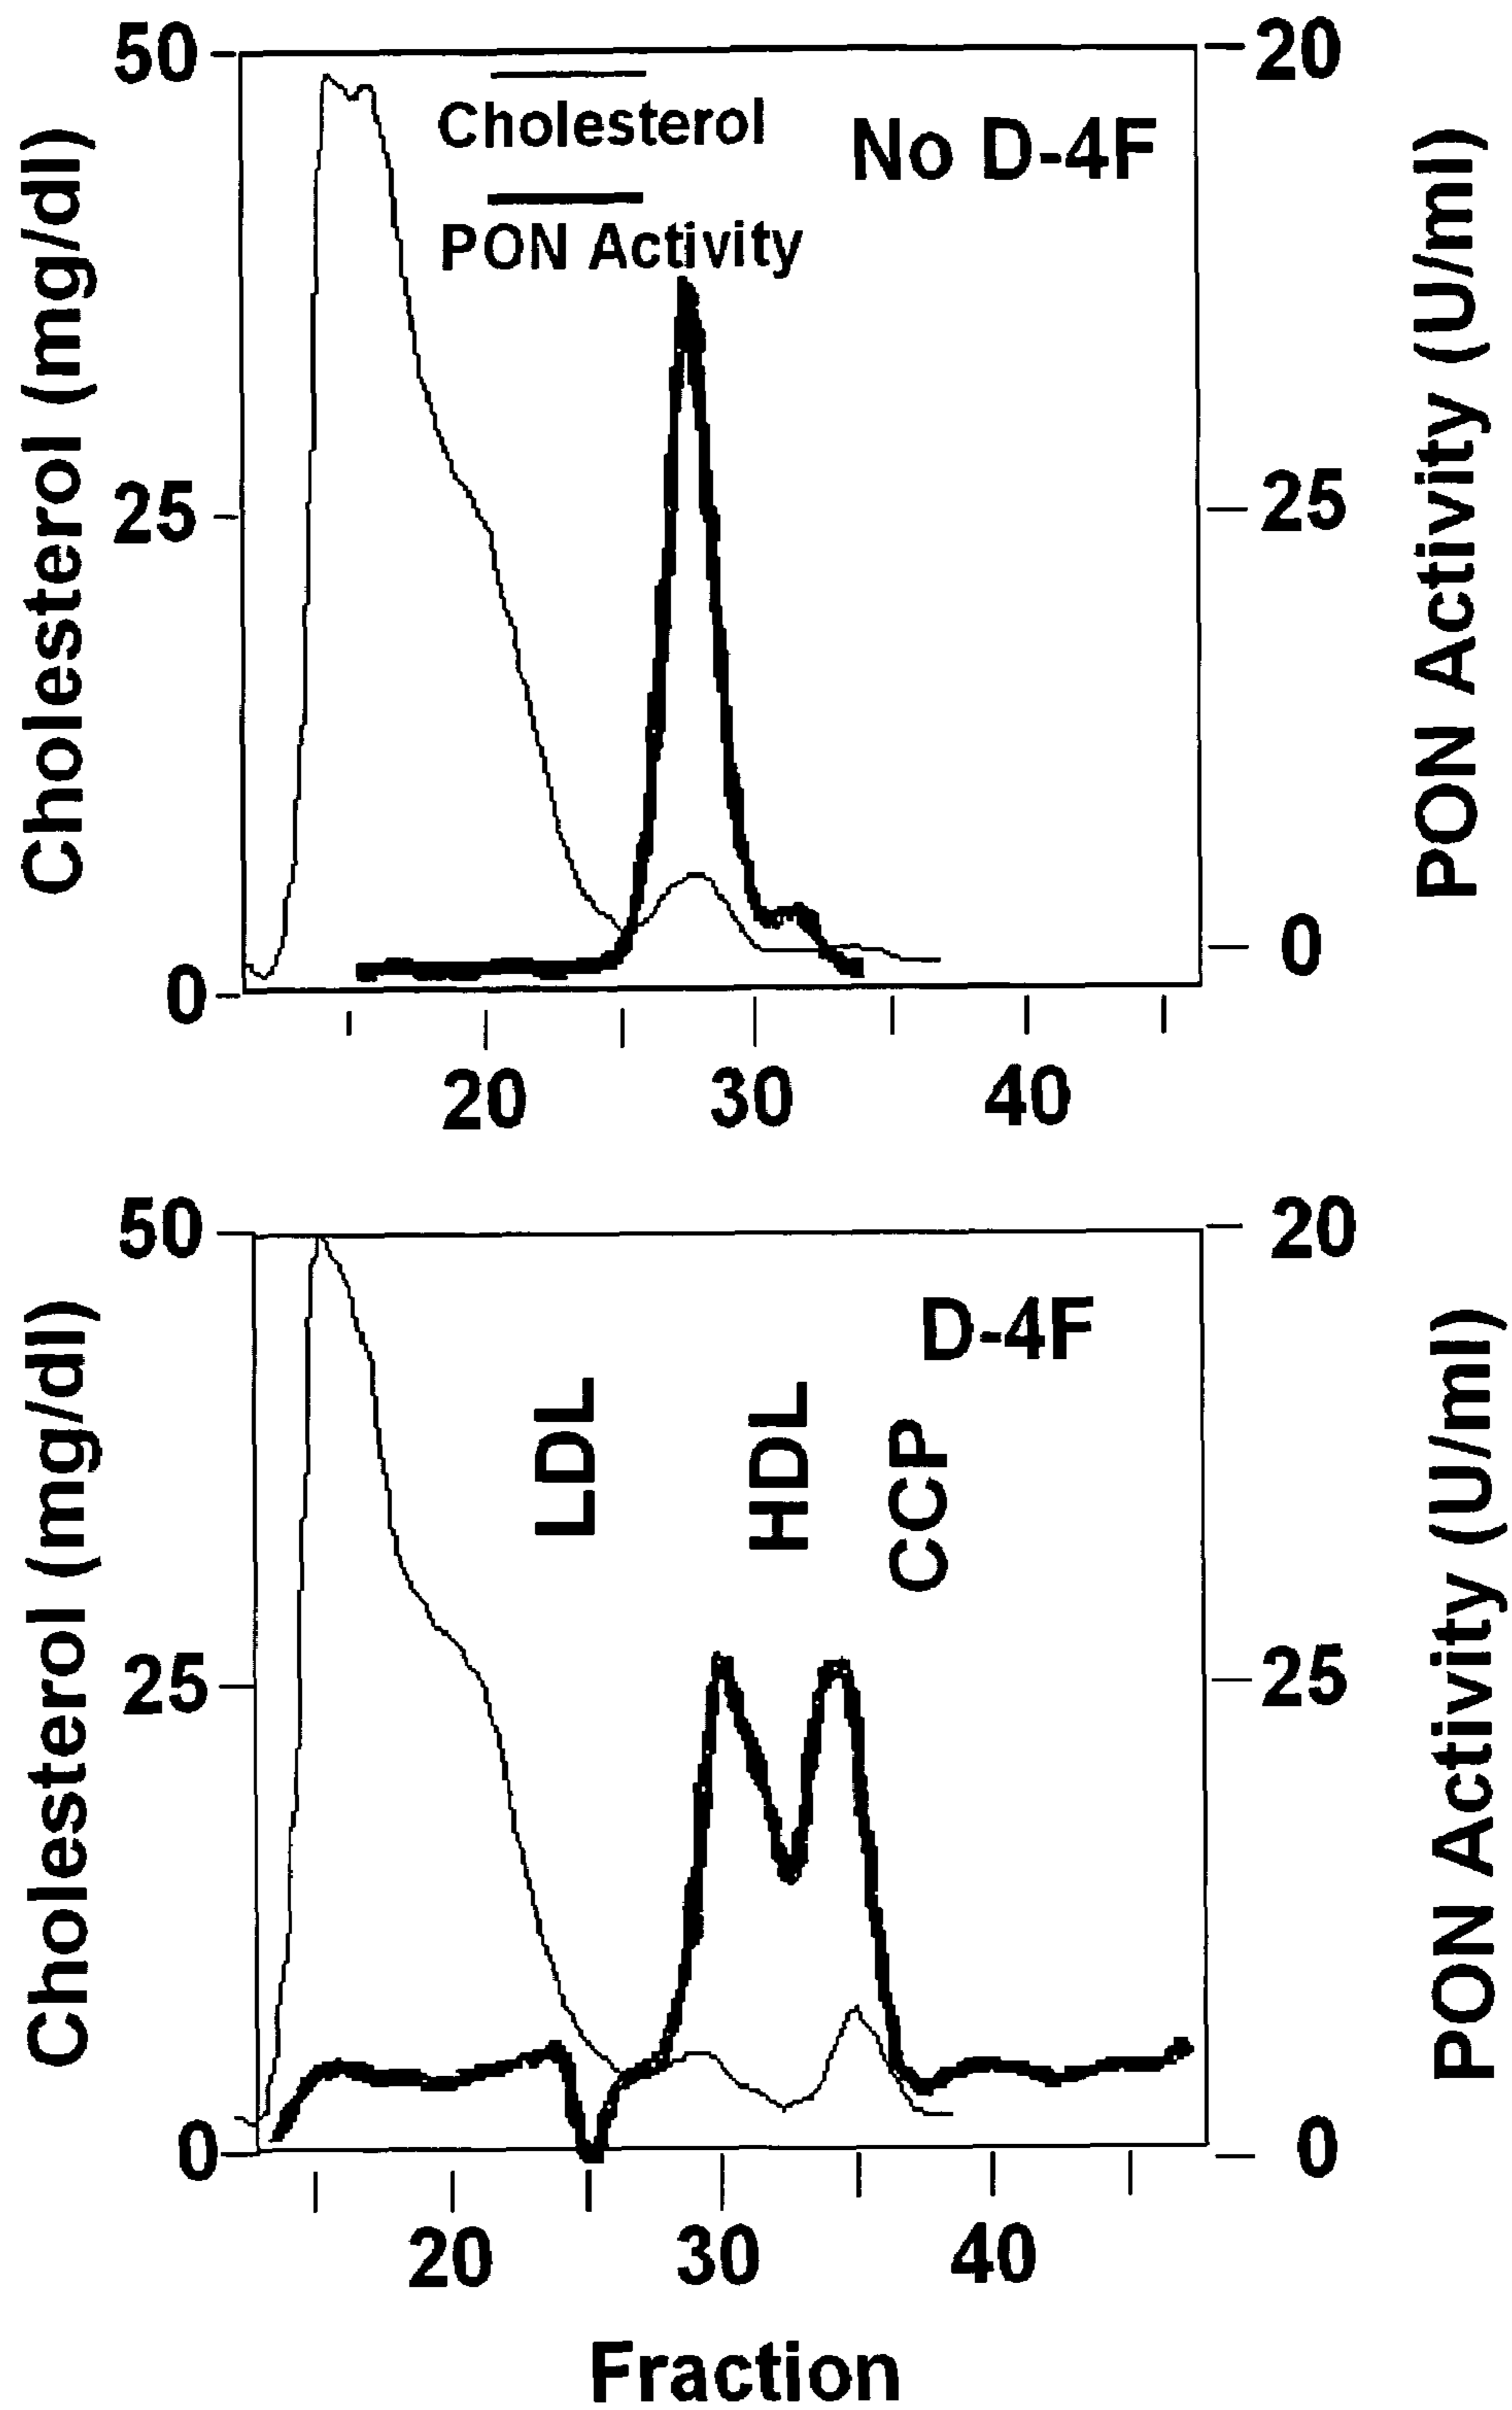 50
20
Cholesterol
No D-4F
PON Activity
Cholesterol (mg/dl)
PON Activity (U/ml)
25
25
0
0
20 30 40
50
20
D-4F
LDL
HDL
CCP
Cholesterol (mg/dl)
PON Activity (U/ml)
25
25
0
0
20 30 40
Fraction